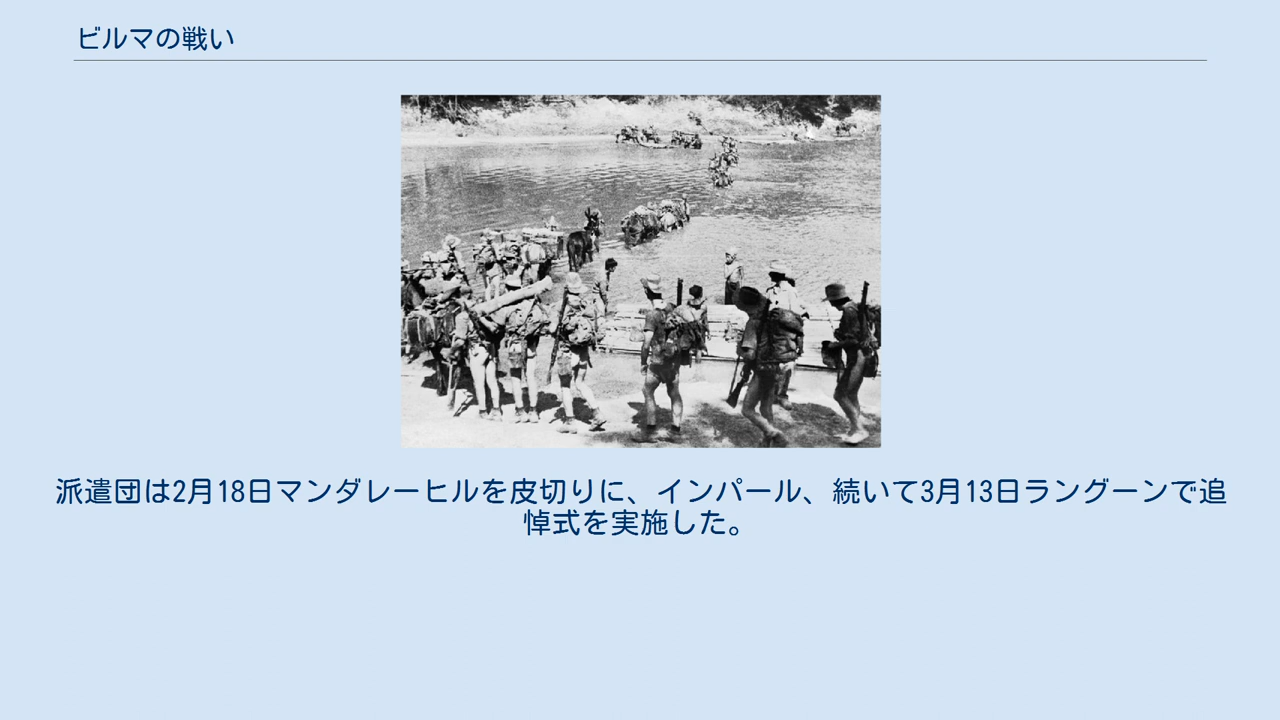 ビルマの戦い
派遣団は2月18日マンダレーヒルを皮切りに、インパール、続いて3月13日ラングーンで追
悼式を実施した。